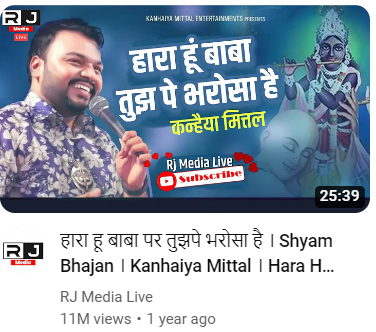 KANHAIYA MITTAL ENTERTAINMENTS PRESENTS
RJ
Media
LIVE
हारा हूं बाबा
तुझ पे भरोसा है
कन्हैया मित्तल
Rj Media Live
Subscribe
25:39
RJ
Media
हारा हू बाबा पर तुझपे भरोसा है । Shyam
Bhajan । Kanhaiya Mittal । Hara H...
RJ Media Live
11M views • 1 year ago